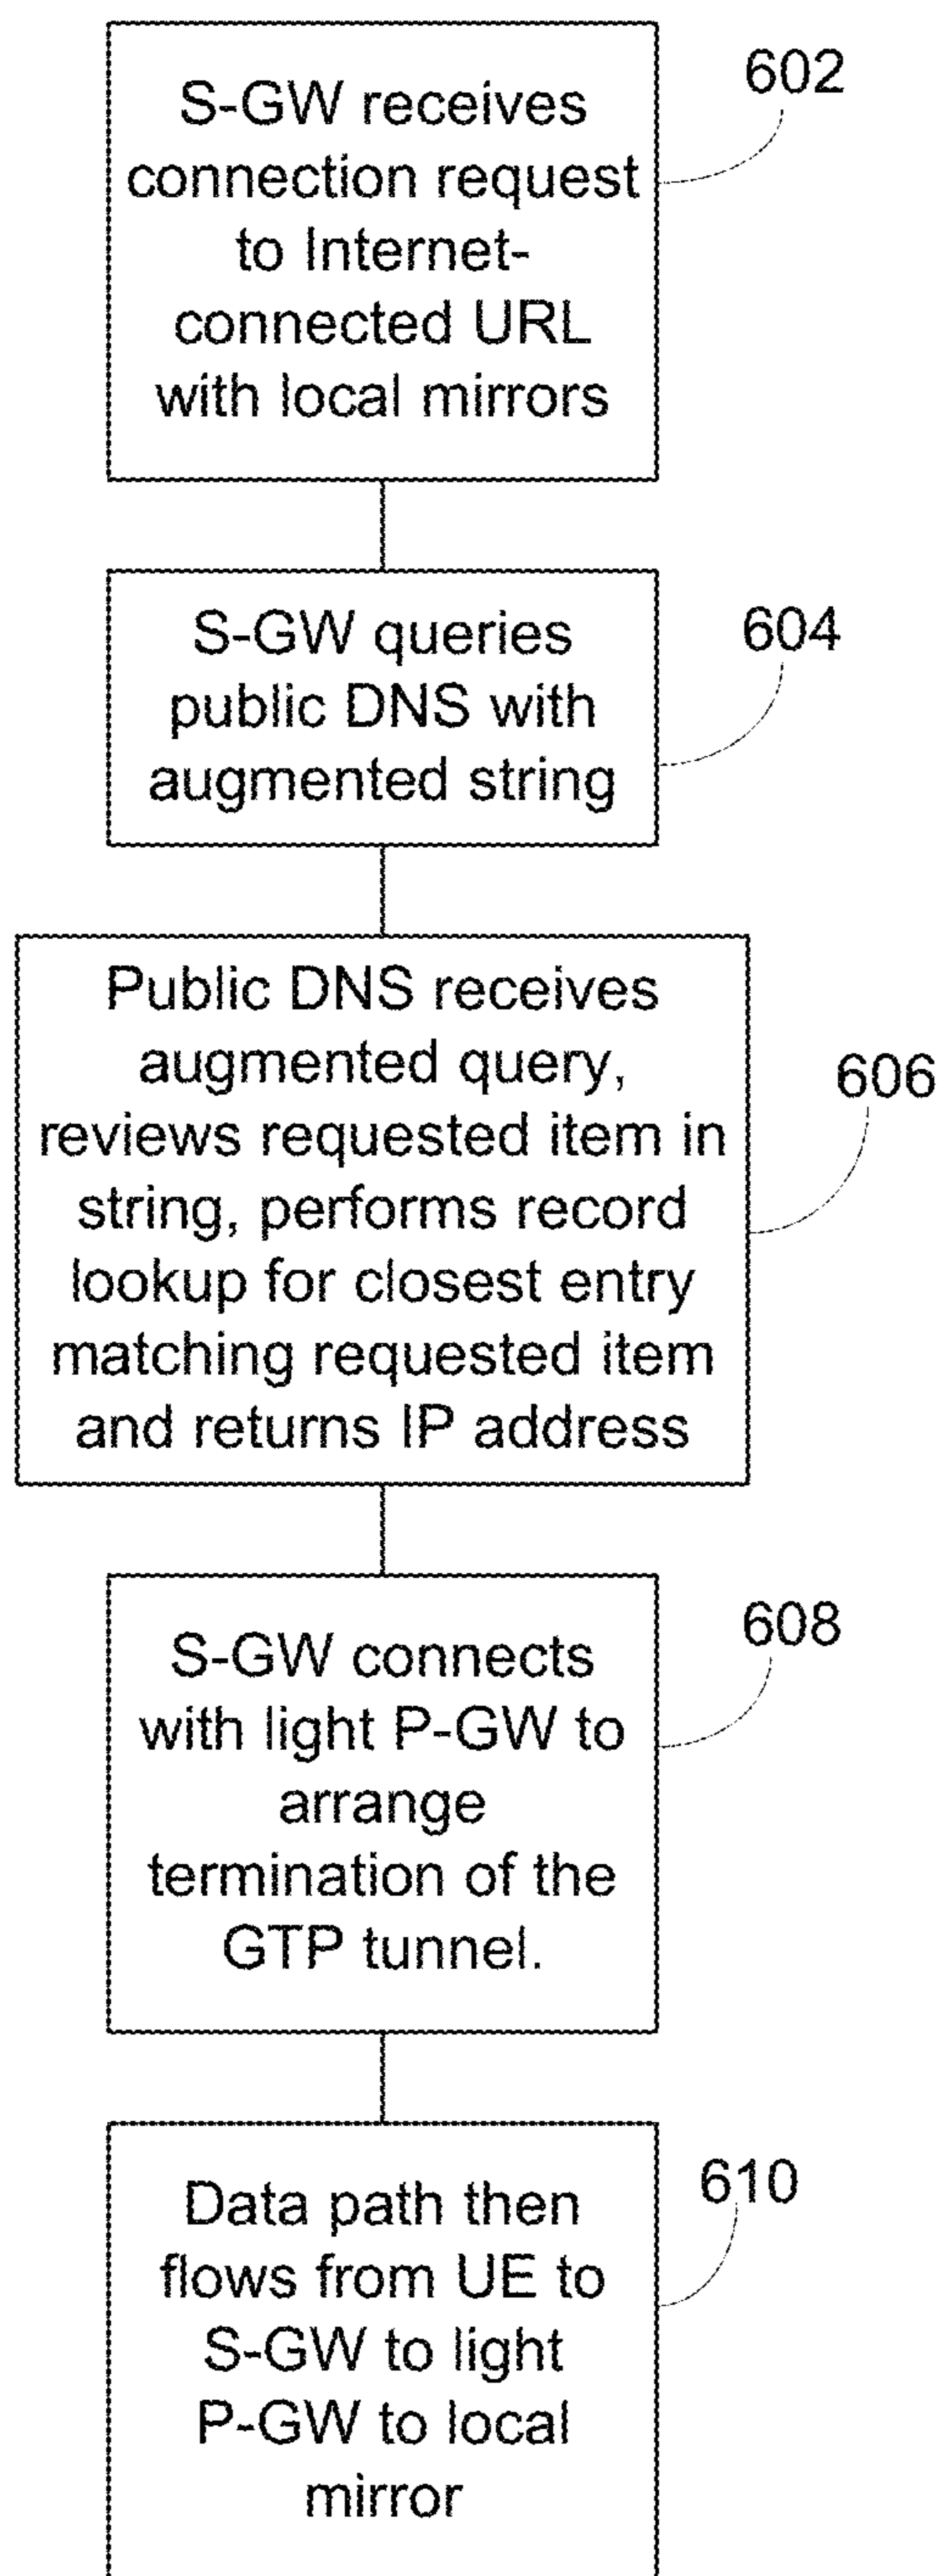 S-GW receives
connection request
to Internet-
connected URL
with local mirrors
602
S-GW queries
public DNS with
augmented string
604
Public DNS receives
augmented query,
reviews requested item in
string, performs record
lookup for closest entry
matching requested item
and returns IP address
606
S-GW connects
with light P-GW to
arrange
termination of the
GTP tunnel.
608
Data path then
flows from UE to
S-GW to light
P-GW to local
mirror
610